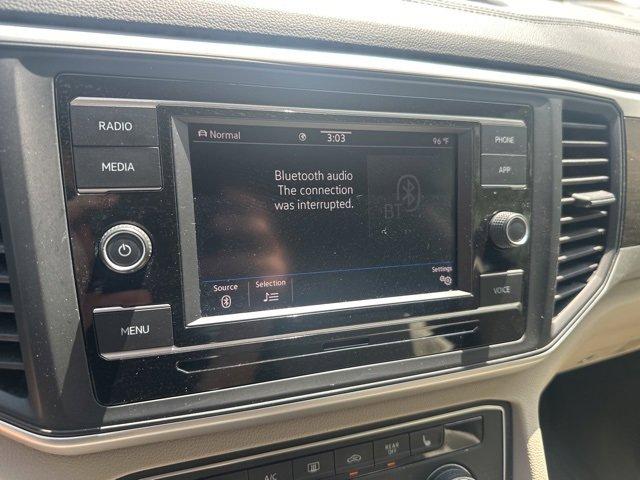 RADIO
MEDIA
MENU
Normal
3:03
96 °F
Bluetooth audio
The connection
was interrupted.
BT
Source
Selection
Settings
PHONE
APP
VOICE
A/C
REAR
OFF